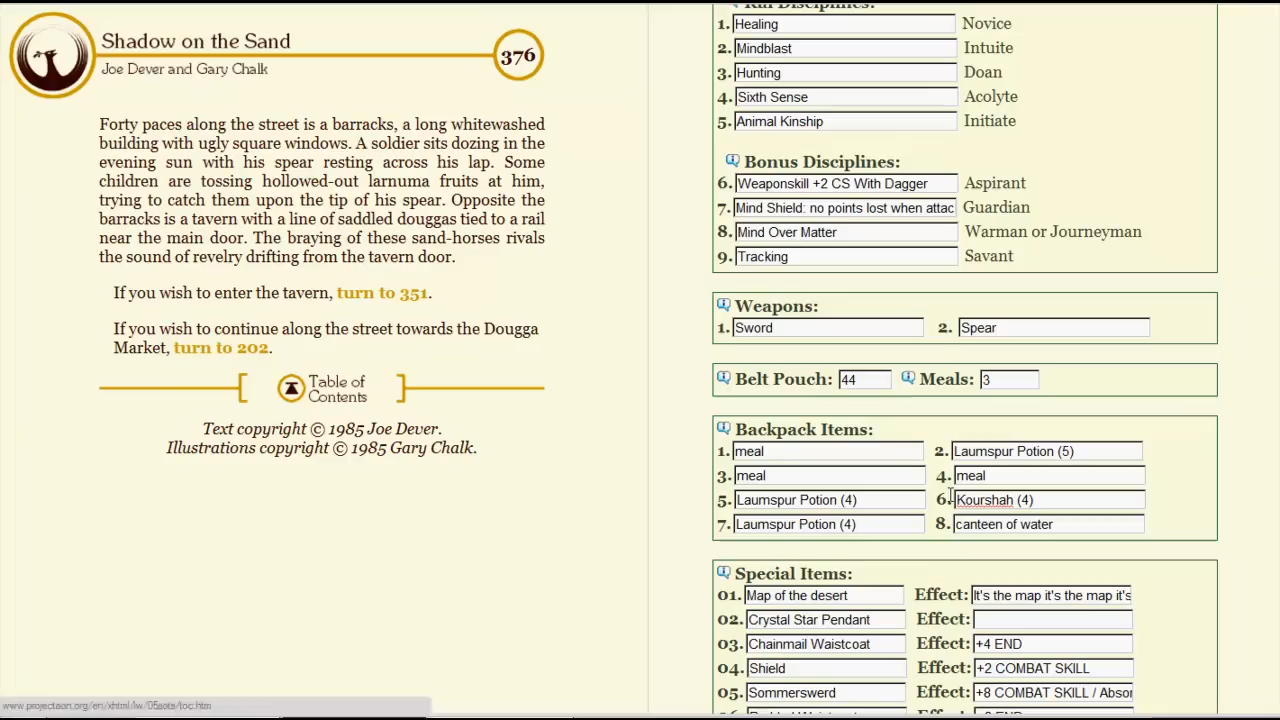 Shadow on the Sand
Joe Dever and Gary Chalk
376
Forty paces along the street is a barracks, a long whitewashed
building with ugly square windows. A soldier sits dozing in the
evening sun with his spear resting across his lap. Some
children are tossing hollowed-out larnuma fruits at him,
trying to catch them upon the tip of his spear. Opposite the
barracks is a tavern with a line of saddled douggas tied to a rail
near the main door. The braying of these sand-horses rivals
the sound of revelry drifting from the tavern door.
If you wish to enter the tavern, turn to 351.
If you wish to continue along the street towards the Dougga
Market, turn to 202.
Table of
Contents
Text copyright © 1985 Joe Dever.
Illustrations copyright © 1985 Gary Chalk.
www.projectaon.org/en/xhtml/lw/05sots/toc.htm
Kai Disciplines:
1. Healing Novice
2. Mindblast Intuite
3. Hunting Doan
4. Sixth Sense Acolyte
5. Animal Kinship Initiate
Bonus Disciplines:
6. Weaponskill +2 CS With Dagger Aspirant
7. Mind Shield: no points lost when attac Guardian
8. Mind Over Matter Warman or Journeyman
9. Tracking Savant
Weapons:
1. Sword 2. Spear
Belt Pouch: 44 Meals: 3
Backpack Items:
1. meal 2. Laumspur Potion (5)
3. meal 4. meal
5. Laumspur Potion (4) 6. Kourshah (4)
7. Laumspur Potion (4) 8. canteen of water
Special Items:
01. Map of the desert Effect: It's the map it's the map it's
02. Crystal Star Pendant Effect:
03. Chainmail Waistcoat Effect: +4 END
04. Shield Effect: +2 COMBAT SKILL
05. Sommerswerd Effect: +8 COMBAT SKILL / Absor